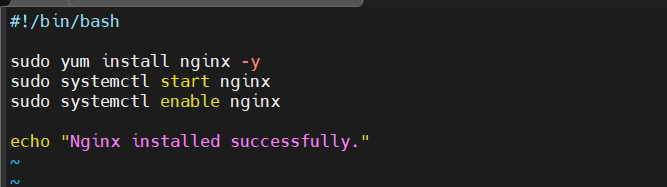 #!/bin/bash
sudo yum install nginx -y
sudo systemctl start nginx
sudo systemctl enable nginx
echo "Nginx installed successfully."
~
~